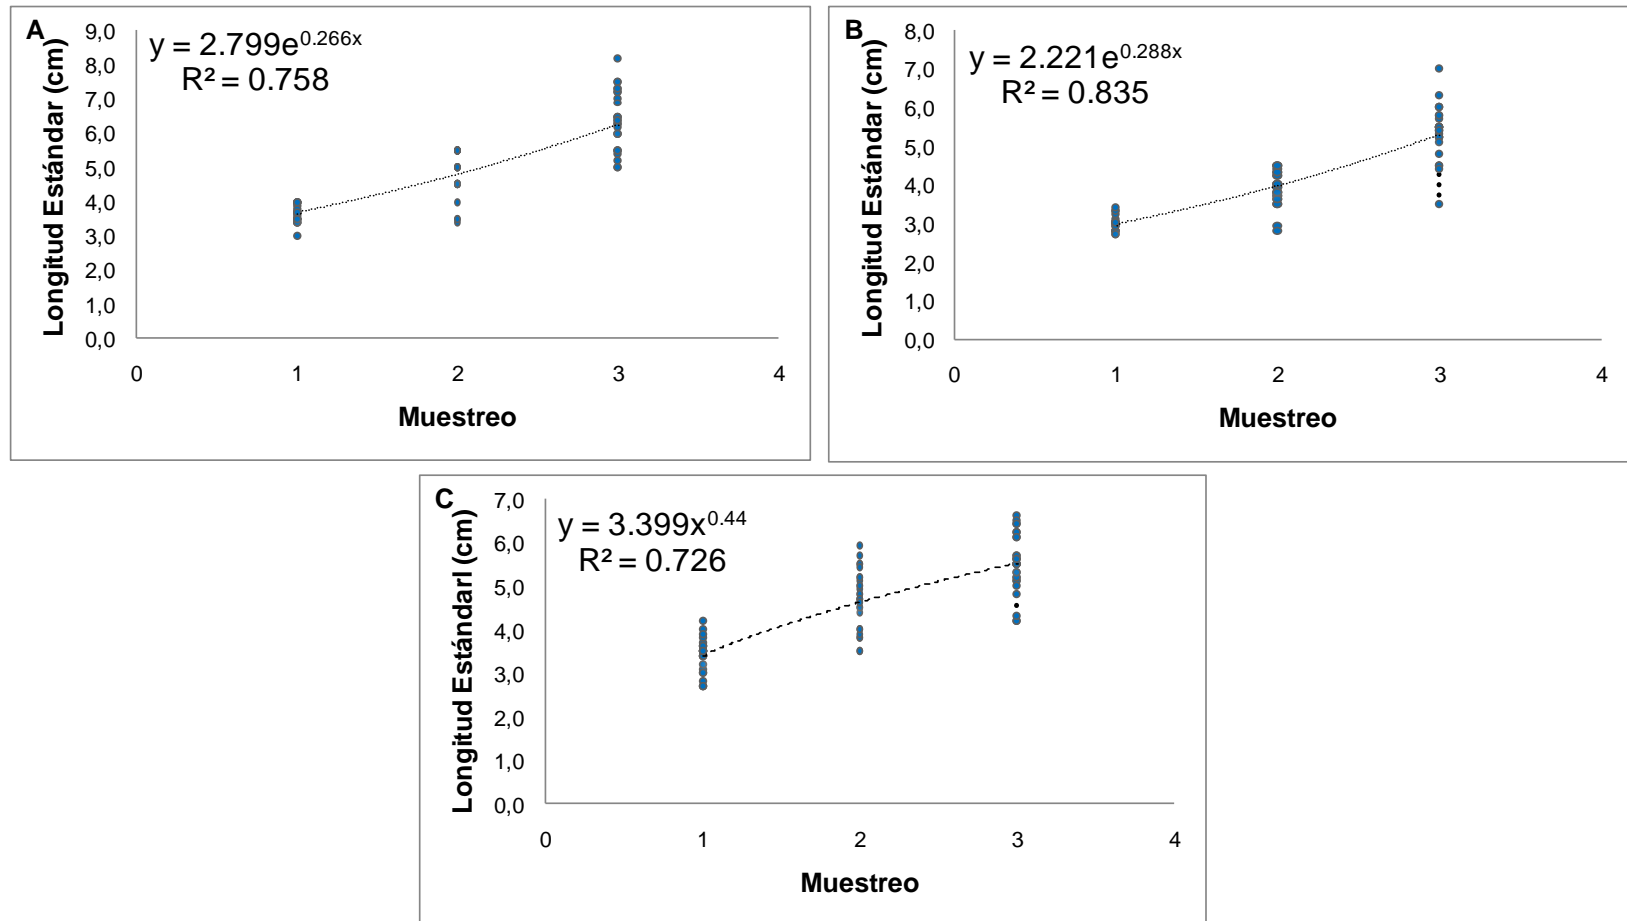 A
y = 2.799e^0.266x
R² = 0.758
Longitud Estándar (cm)
9,0
8,0
7,0
6,0
5,0
4,0
3,0
2,0
1,0
0,0
0 1 2 3 4
Muestreo
B
y = 2.221e^0.288x
R² = 0.835
Longitud Estándar (cm)
8,0
7,0
6,0
5,0
4,0
3,0
2,0
1,0
0,0
0 1 2 3 4
Muestreo
C
y = 3.399x^0.44
R² = 0.726
Longitud Estándarl (cm)
7,0
6,0
5,0
4,0
3,0
2,0
1,0
0,0
0 1 2 3 4
Muestreo